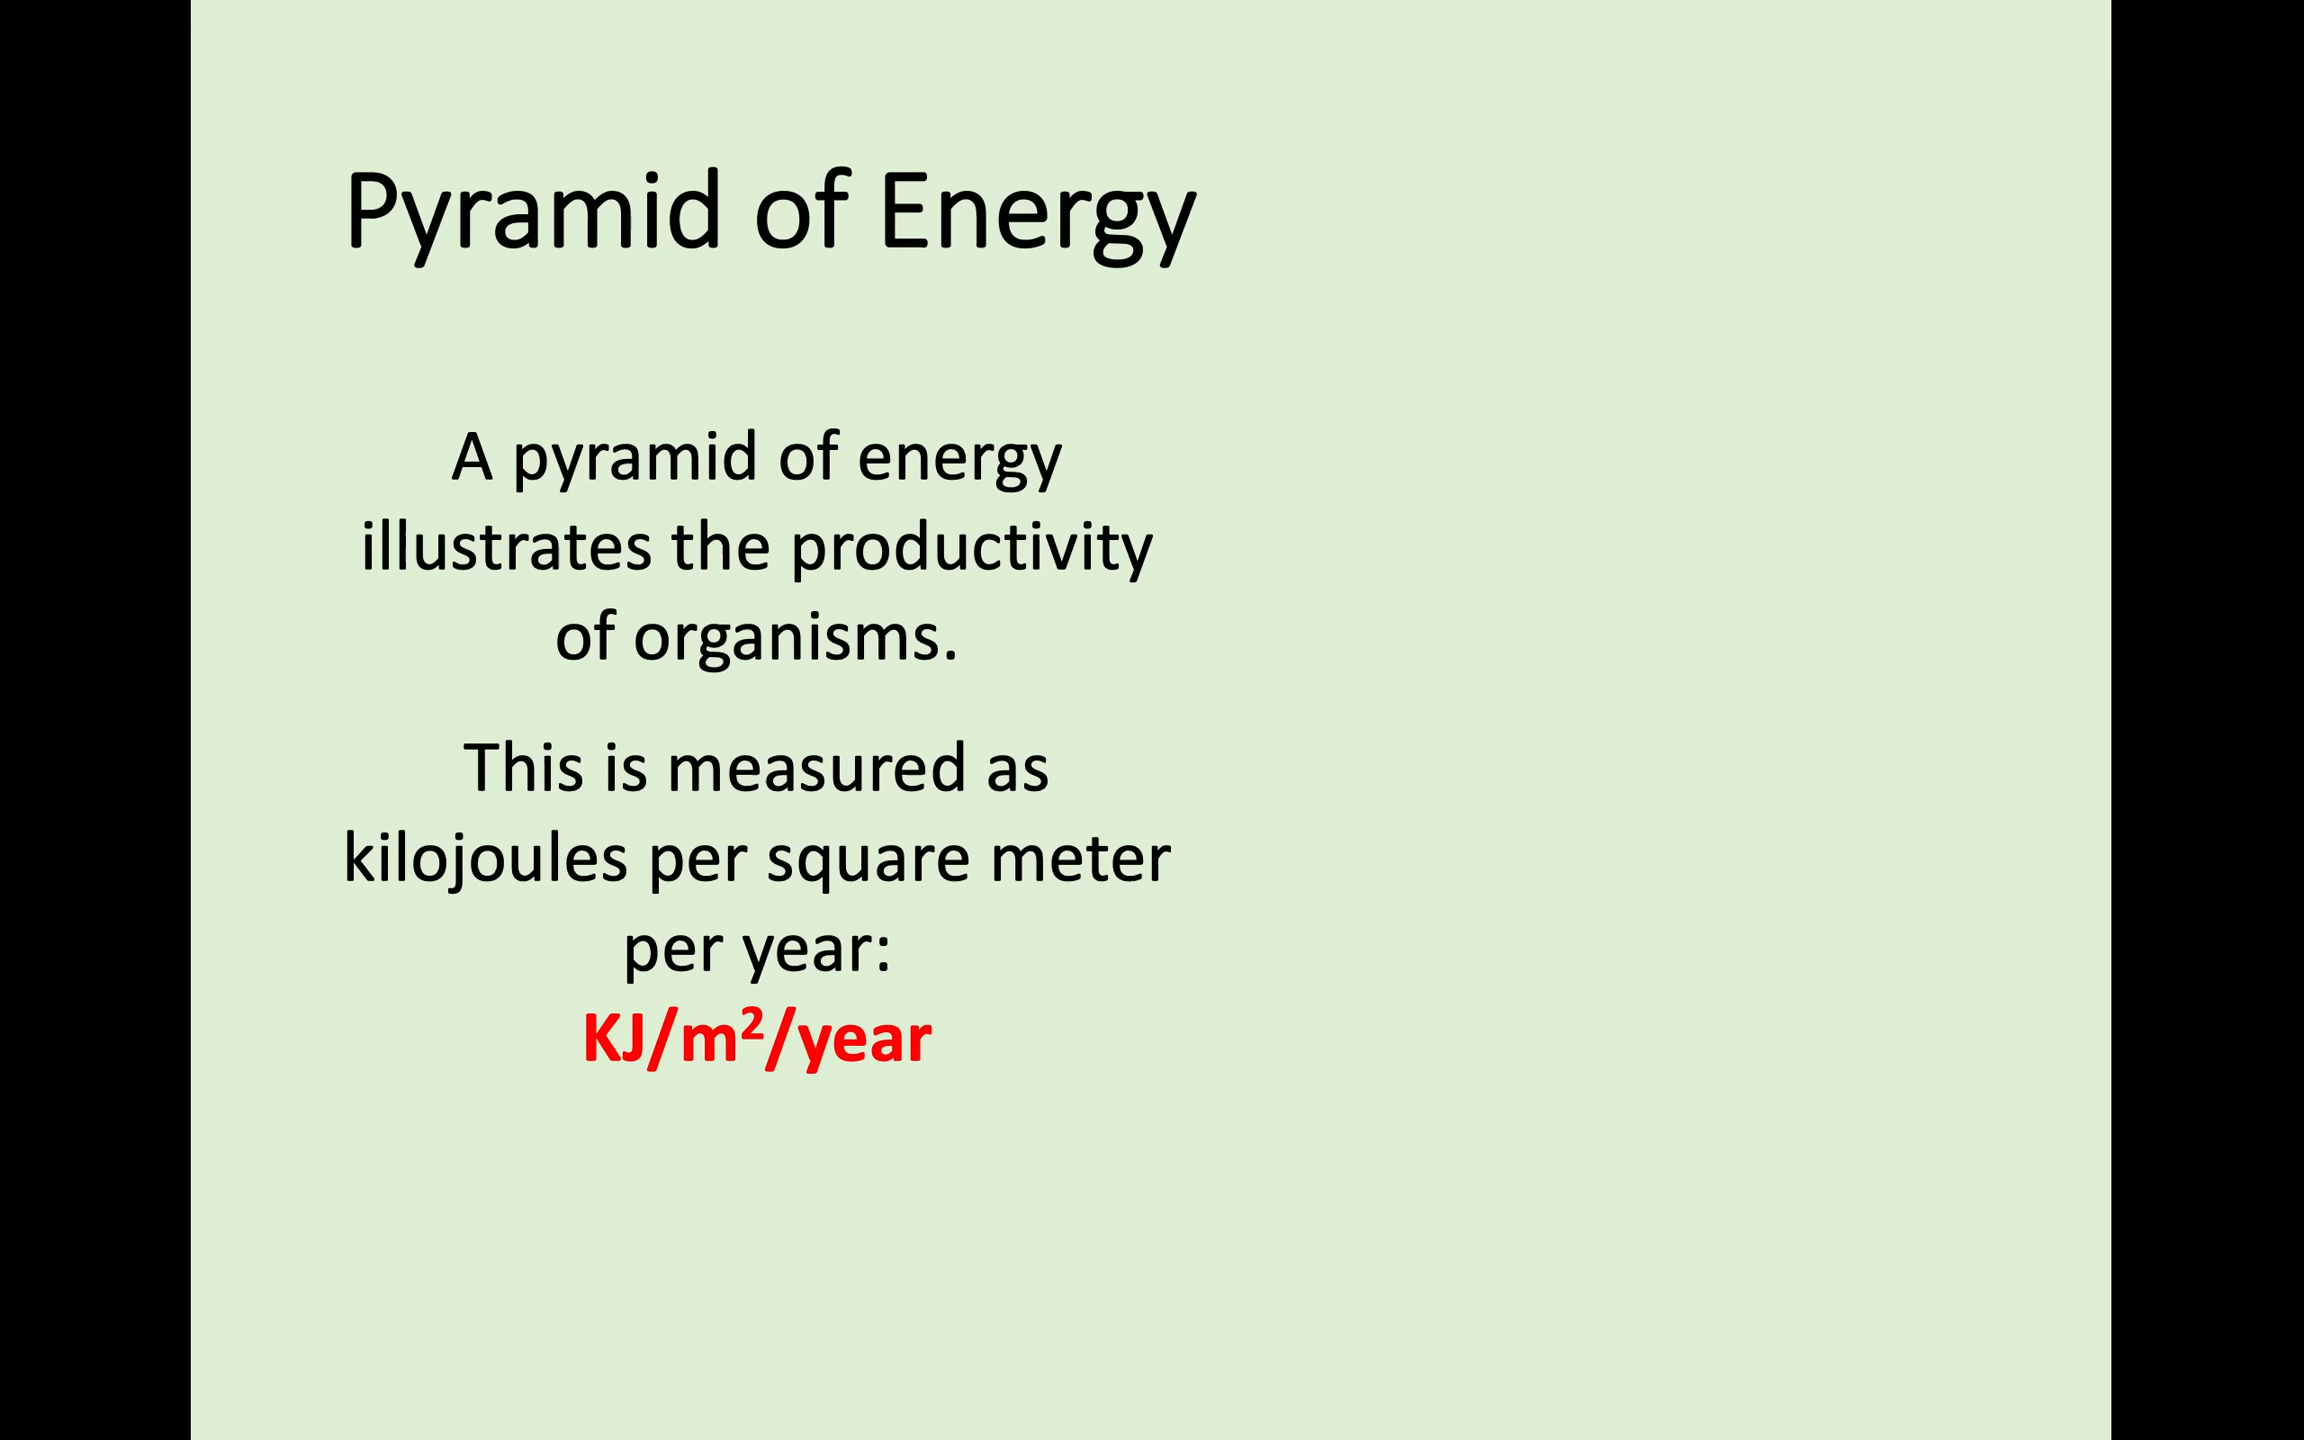 Pyramid of Energy
A pyramid of energy
illustrates the productivity
of organisms.
This is measured as
kilojoules per square meter
per year:
KJ/m²/year